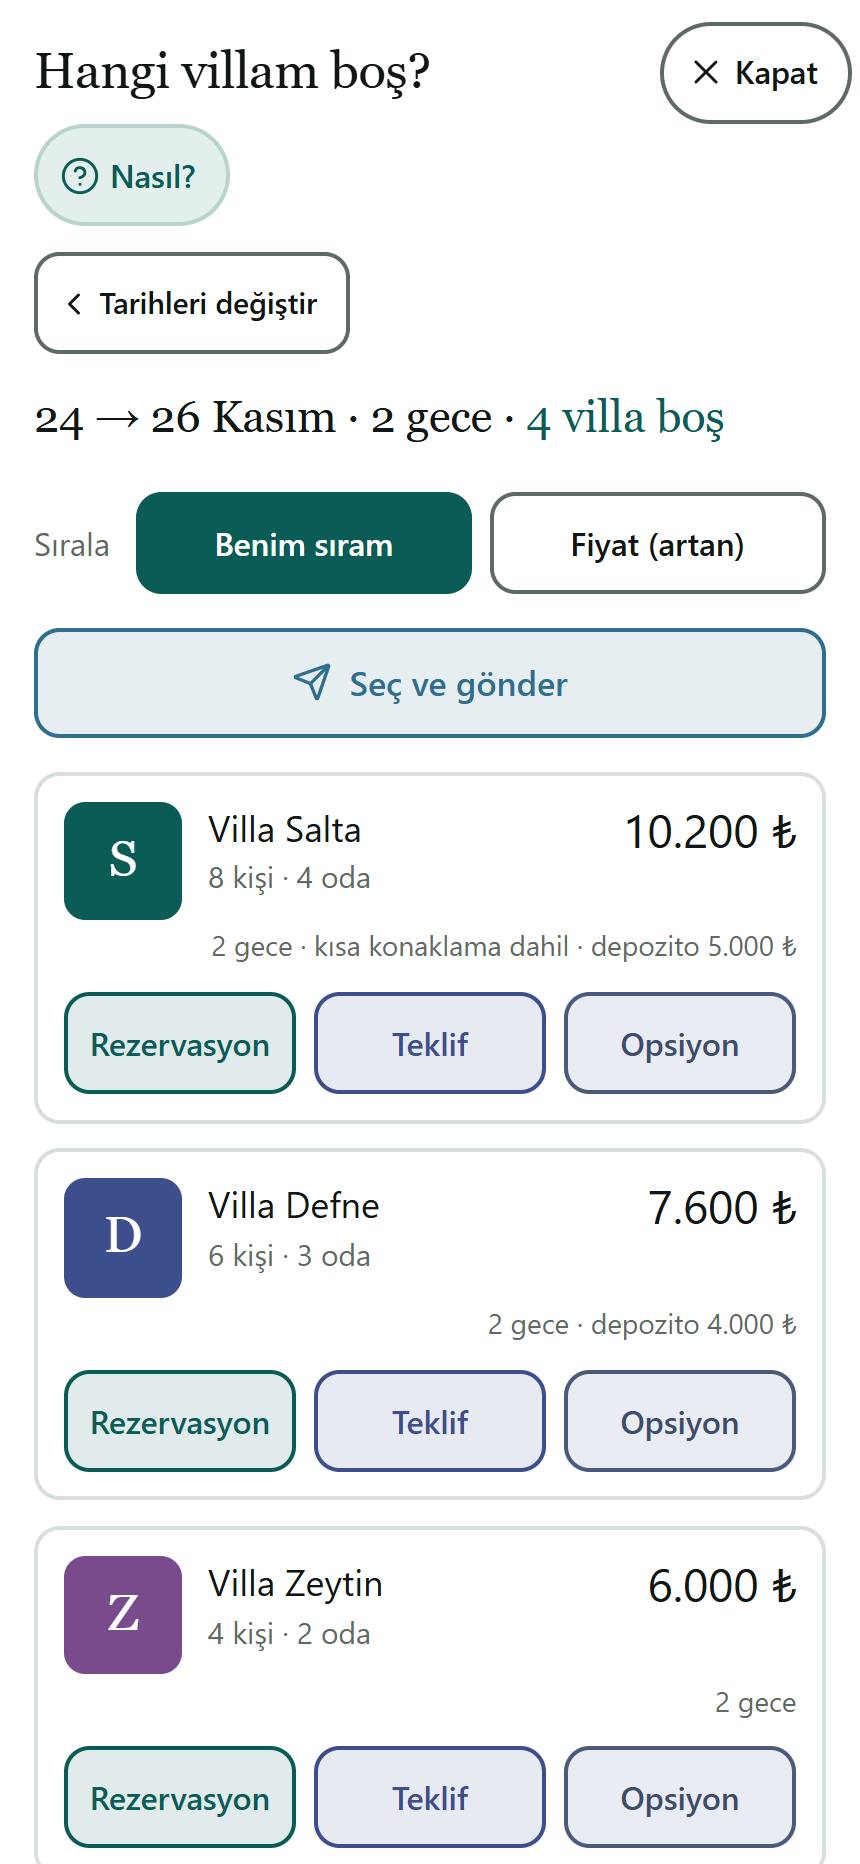 Hangi villam boş?
Kapat
Nasıl?
Tarihleri değiştir
24 → 26 Kasım · 2 gece · 4 villa boş
Sırala
Benim sıram
Fiyat (artan)
Seç ve gönder
S
Villa Salta
10.200 ₺
8 kişi · 4 oda
2 gece · kısa konaklama dahil · depozito 5.000 ₺
Rezervasyon
Teklif
Opsiyon
D
Villa Defne
7.600 ₺
6 kişi · 3 oda
2 gece · depozito 4.000 ₺
Rezervasyon
Teklif
Opsiyon
Z
Villa Zeytin
6.000 ₺
4 kişi · 2 oda
2 gece
Rezervasyon
Teklif
Opsiyon